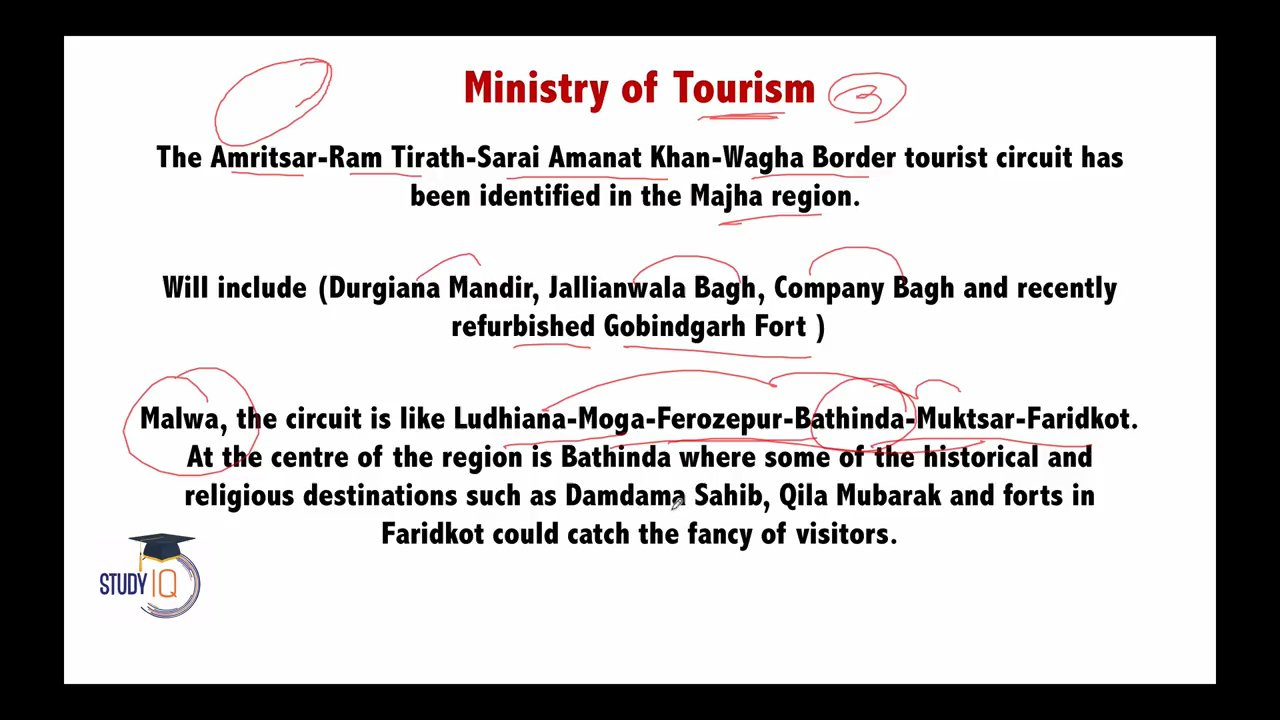 Ministry of Tourism 3
The Amritsar-Ram Tirath-Sarai Amanat Khan-Wagha Border tourist circuit has
been identified in the Majha region.
Will include (Durgiana Mandir, Jallianwala Bagh, Company Bagh and recently
refurbished Gobindgarh Fort )
Malwa, the circuit is like Ludhiana-Moga-Ferozepur-Bathinda-Muktsar-Faridkot.
At the centre of the region is Bathinda where some of the historical and
religious destinations such as Damdama Sahib, Qila Mubarak and forts in
Faridkot could catch the fancy of visitors.
STUDY IQ